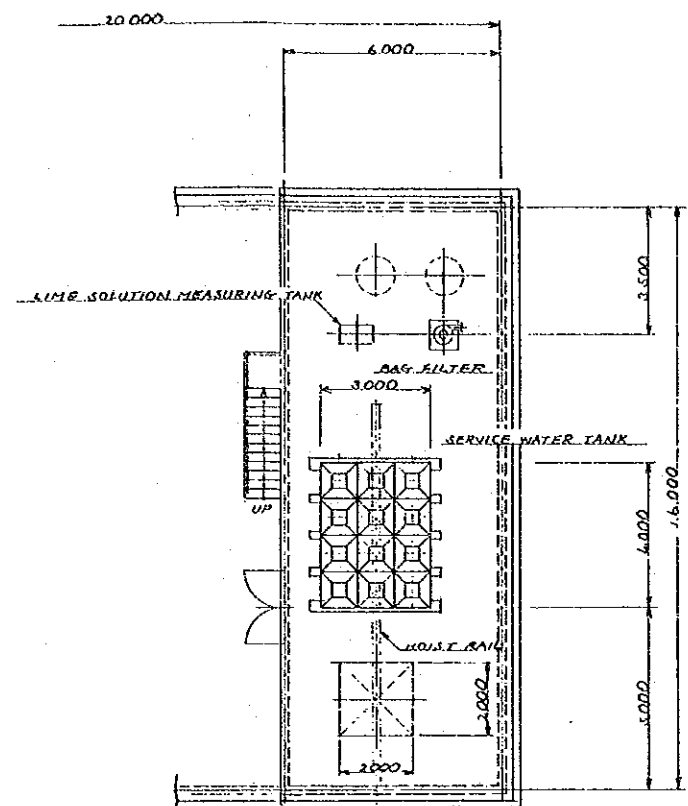 20.000
6.000
3.500
LIME SOLUTION MEASURING TANK
BAG FILTER
3.000
SERVICE WATER TANK
UP
4.000
16.000
HOIST RAIL
2.000
5.000
2.000